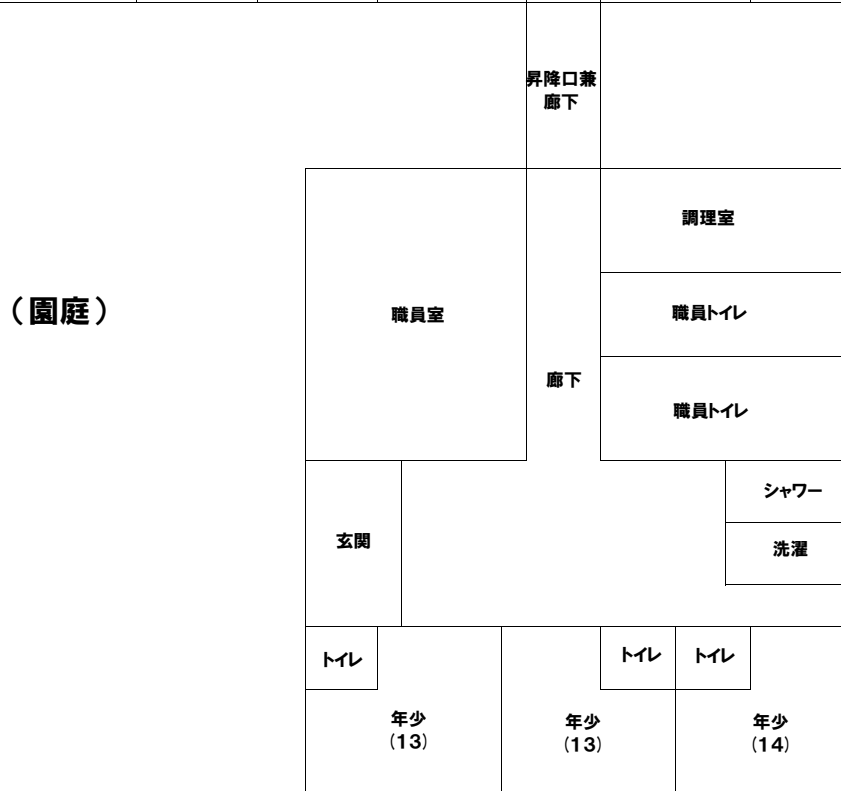 昇降口兼
廊下
調理室
(園庭)
職員室
職員トイレ
廊下
職員トイレ
シャワー
玄関
洗濯
トイレ
トイレ
トイレ
年少
(13)
年少
(13)
年少
(14)